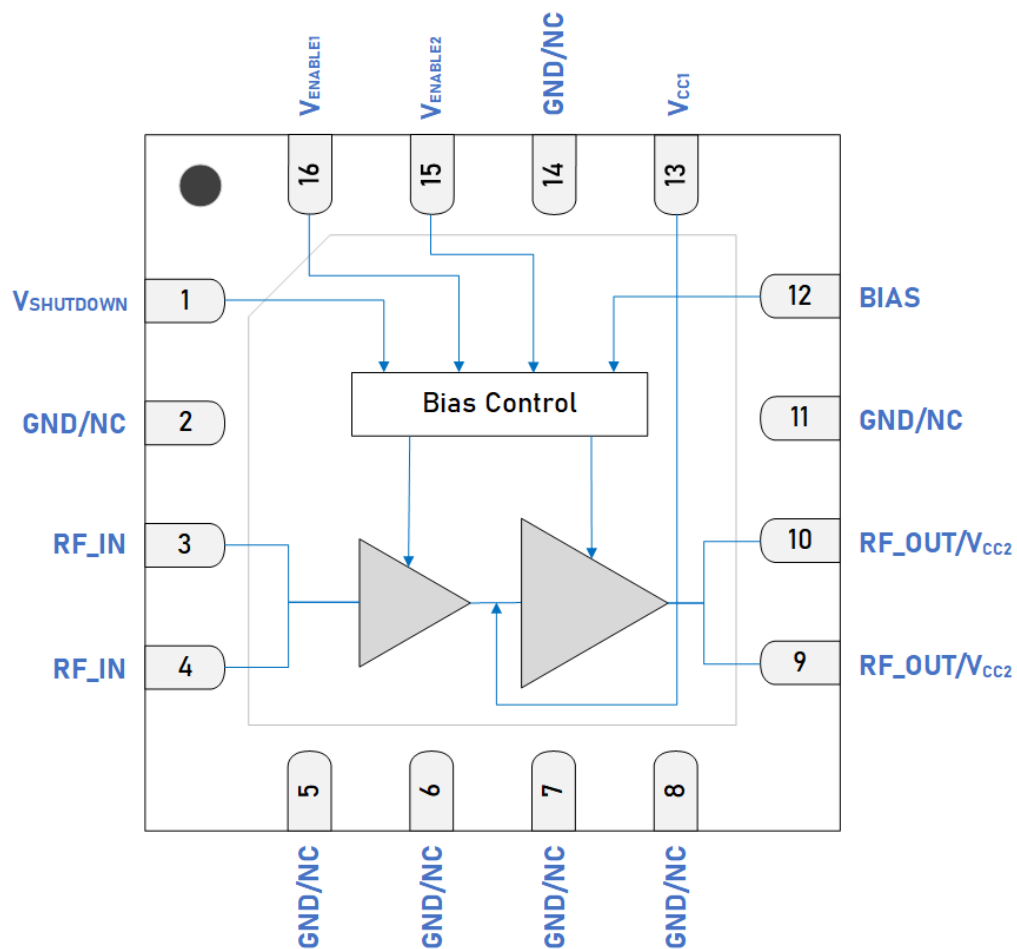 VENABLE1
VENABLE2
GND/NC
VCC1
16
15
14
13
VSHUTDOWN
1
12
BIAS
Bias Control
GND/NC
2
11
GND/NC
RF_IN
3
10
RF_OUT/VCC2
RF_IN
4
9
RF_OUT/VCC2
5
6
7
8
GND/NC
GND/NC
GND/NC
GND/NC